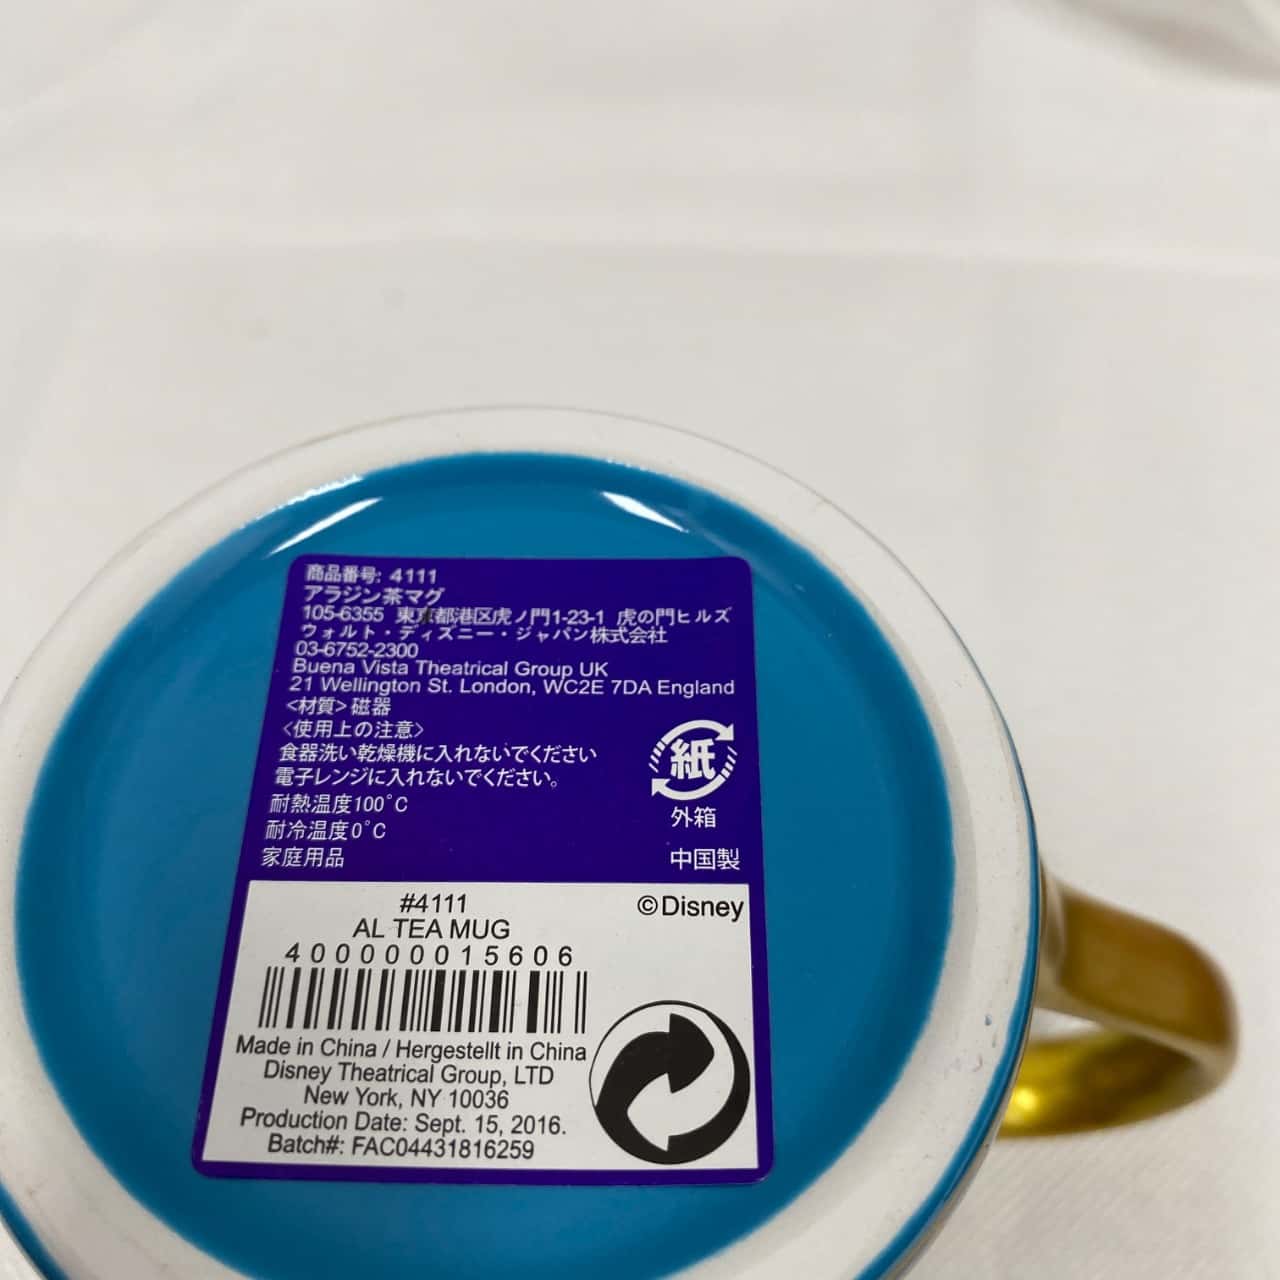 商品番号: 4111
アラジン茶マグ
105-6355 東京都港区虎ノ門1-23-1 虎の門ヒルズ
ウォルト・ディズニー・ジャパン株式会社
03-6752-2300
Buena Vista Theatrical Group UK
21 Wellington St. London, WC2E 7DA England
<材質> 磁器
<使用上の注意>
食器洗い乾燥機に入れないでください
電子レンジに入れないでください。
耐熱温度100°C
耐冷温度0°C
家庭用品
紙
外箱
中国製
#4111
AL TEA MUG
©Disney
400000015606
Made in China / Hergestellt in China
Disney Theatrical Group, LTD
New York, NY 10036
Production Date: Sept. 15, 2016.
Batch#: FAC04431816259